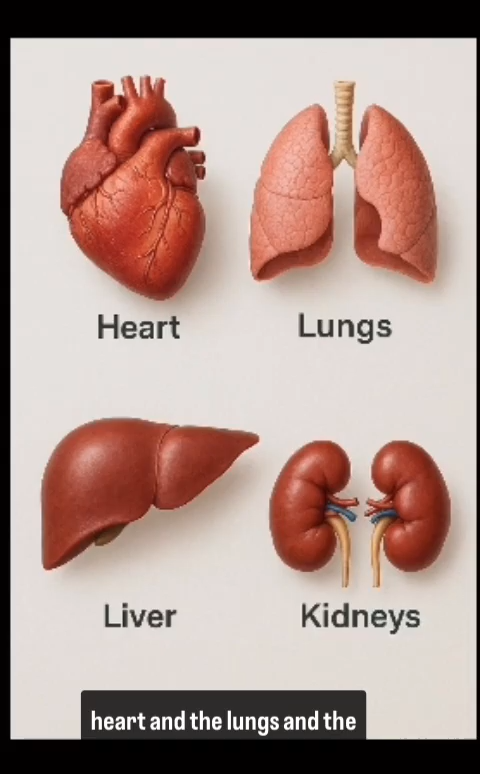 Heart
Lungs
Liver
Kidneys
heart and the lungs and the